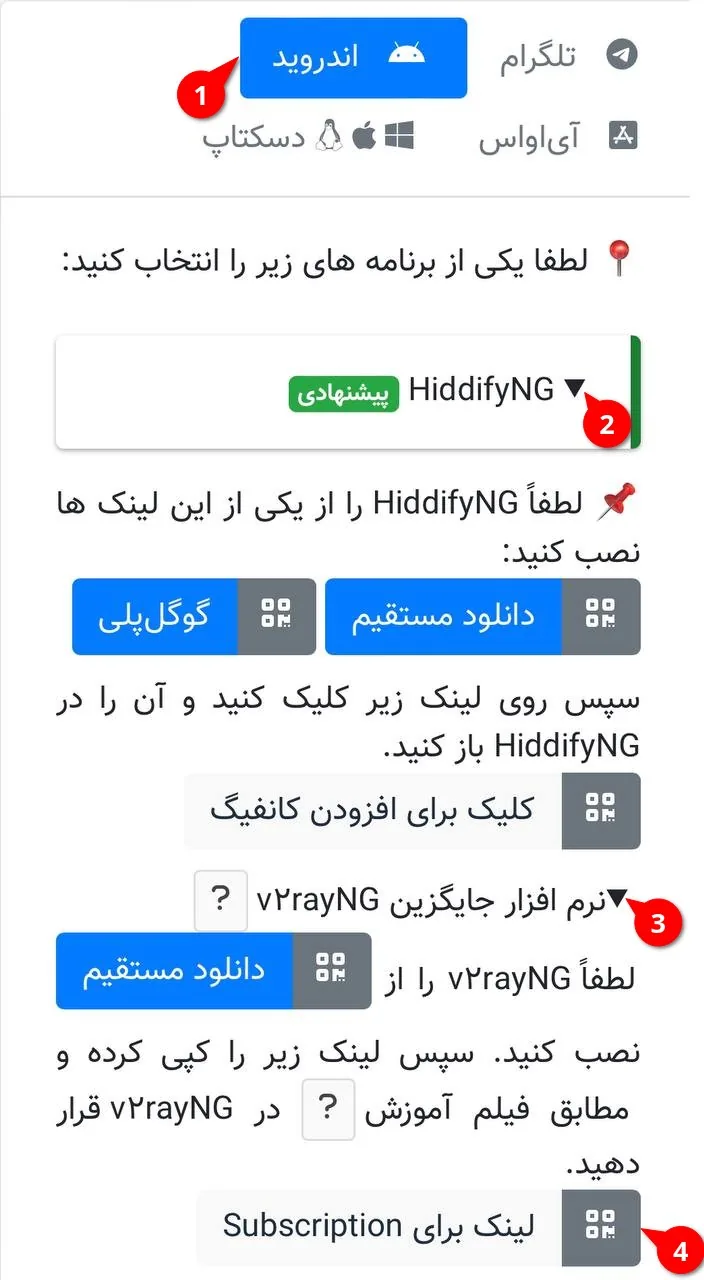 تلگرام
اندروید
1
آی‌اواس
دسکتاپ
لطفا یکی از برنامه های زیر را انتخاب کنید:
HiddifyNG پیشنهادی
2
لطفاً HiddifyNG را از یکی از این لینک ها
نصب کنید:
دانلود مستقیم
گوگل‌پلی
سپس روی لینک زیر کلیک کنید و آن را در
HiddifyNG باز کنید.
کلیک برای افزودن کانفیگ
نرم افزار جایگزین v۲rayNG ?
3
لطفاً v۲rayNG را از دانلود مستقیم
نصب کنید. سپس لینک زیر را کپی کرده و
مطابق فیلم آموزش ? در v۲rayNG قرار
دهید.
لینک برای Subscription
4